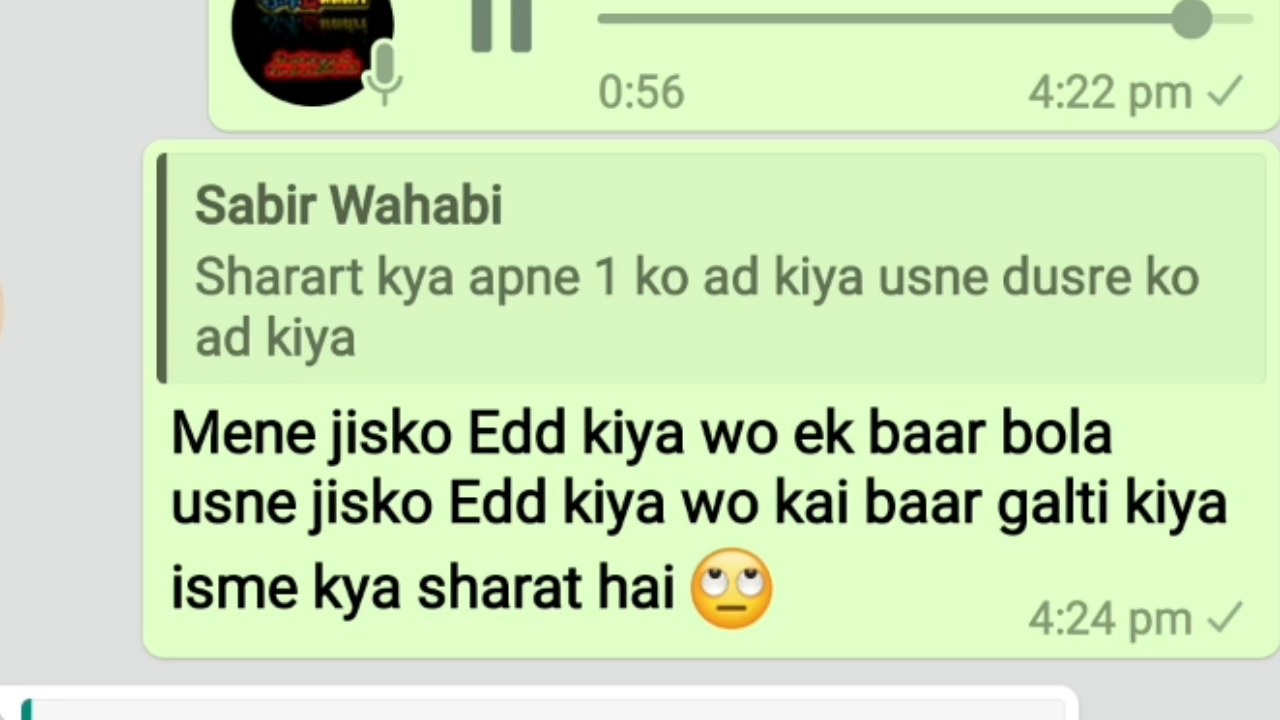 0:56
4:22 pm
Sabir Wahabi
Sharart kya apne 1 ko ad kiya usne dusre ko
ad kiya
Mene jisko Edd kiya wo ek baar bola
usne jisko Edd kiya wo kai baar galti kiya
isme kya sharat hai 🙄
4:24 pm